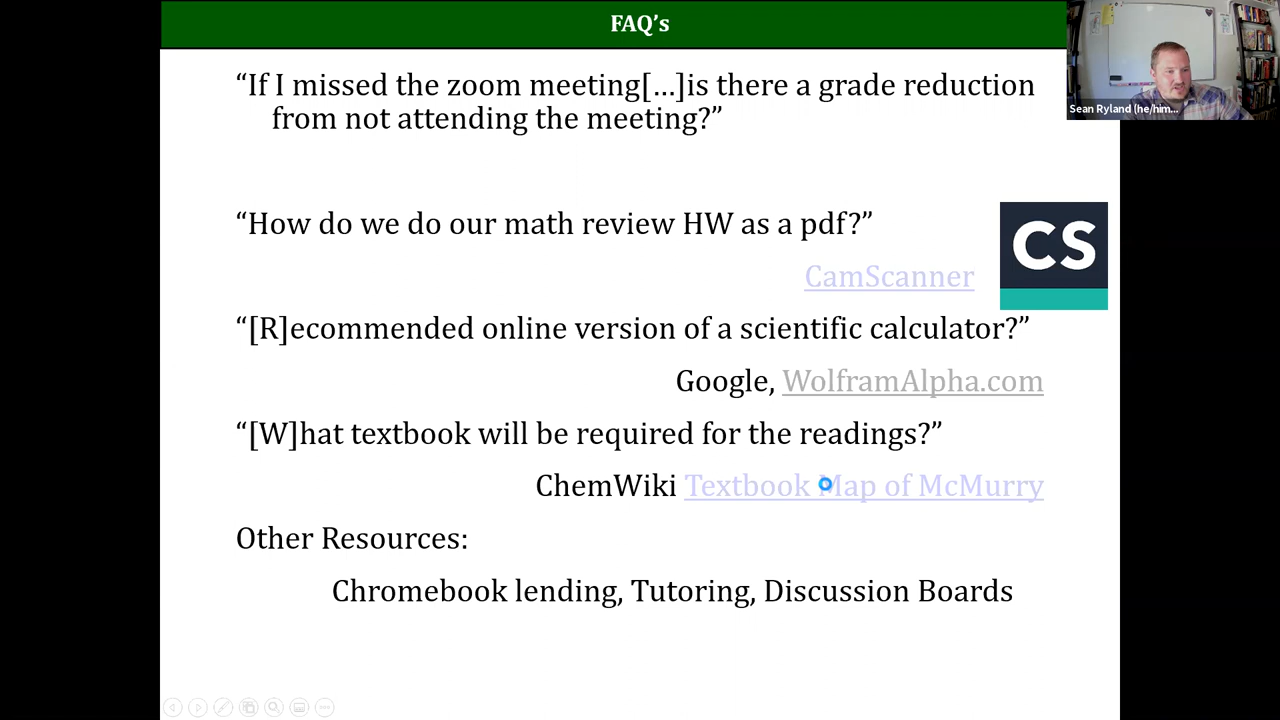 FAQ’s
“If I missed the zoom meeting[…]is there a grade reduction
from not attending the meeting?”
Sean Ryland (he/him...
“How do we do our math review HW as a pdf?”
CS
CamScanner
“[R]ecommended online version of a scientific calculator?”
Google, WolframAlpha.com
“[W]hat textbook will be required for the readings?”
ChemWiki Textbook Map of McMurry
Other Resources:
Chromebook lending, Tutoring, Discussion Boards